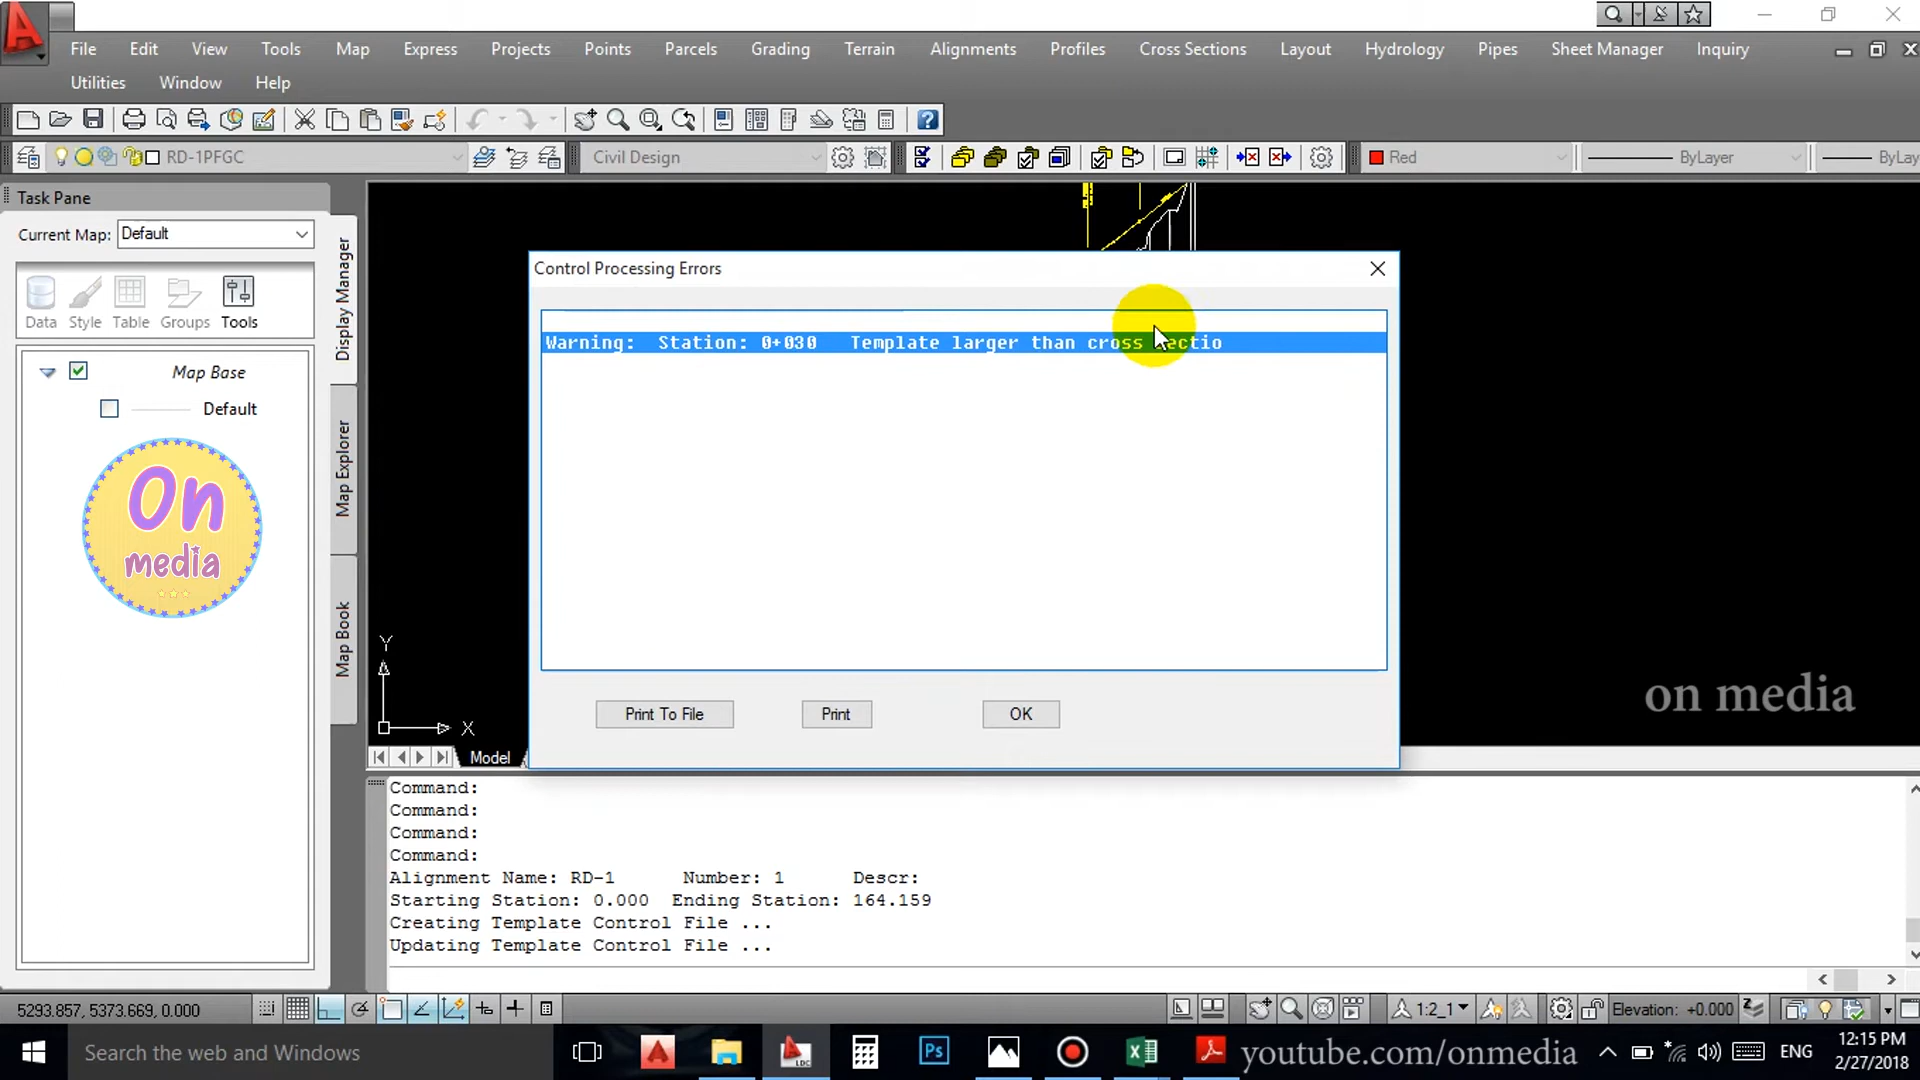 File Edit View Tools Map Express Projects Points Parcels Grading Terrain Alignments Profiles Cross Sections Layout Hydrology Pipes Sheet Manager Inquiry
Utilities Window Help
RD-1PFGC Civil Design Red ByLayer ByLay
Task Pane
Current Map: Default
Data Style Table Groups Tools
Map Base
Default
On
media
Display Manager
Map Explorer
Map Book
Control Processing Errors
Warning: Station: 0+030 Template larger than cross sectio
Print To File Print OK
on media
Y
X
Model
Command:
Command:
Command:
Command:
Alignment Name: RD-1 Number: 1 Descr:
Starting Station: 0.000 Ending Station: 164.159
Creating Template Control File ...
Updating Template Control File ...
5293.857, 5373.669, 0.000 1:2_1 Elevation: +0.000
Search the web and Windows LDC Ps youtube.com/onmedia ENG 12:15 PM
2/27/2018